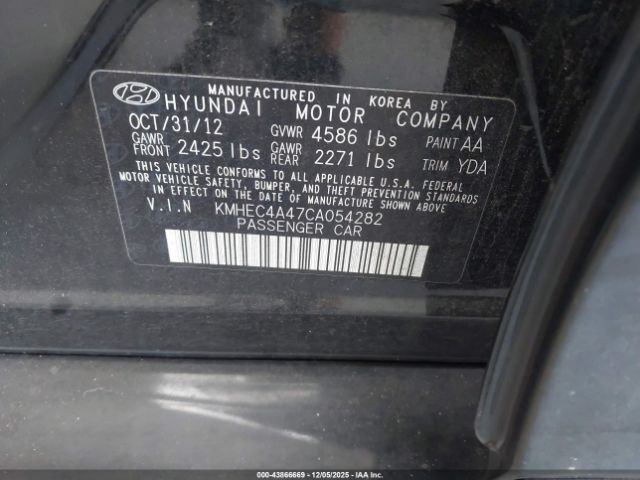 MANUFACTURED IN KOREA BY
HYUNDAI MOTOR COMPANY
OCT/31/12 GVWR 4586 lbs PAINT AA
GAWR FRONT 2425 lbs GAWR REAR 2271 lbs TRIM YDA
THIS VEHICLE CONFORMS TO ALL APPLICABLE U.S.A. FEDERAL
MOTOR VEHICLE SAFETY, BUMPER, AND THEFT PREVENTION STANDARDS
IN EFFECT ON THE DATE OF MANUFACTURE SHOWN ABOVE.
V.I.N KMHEC4A47CA054282
PASSENGER CAR
00-43866669 - 12/05/2025 - IAA, Inc.